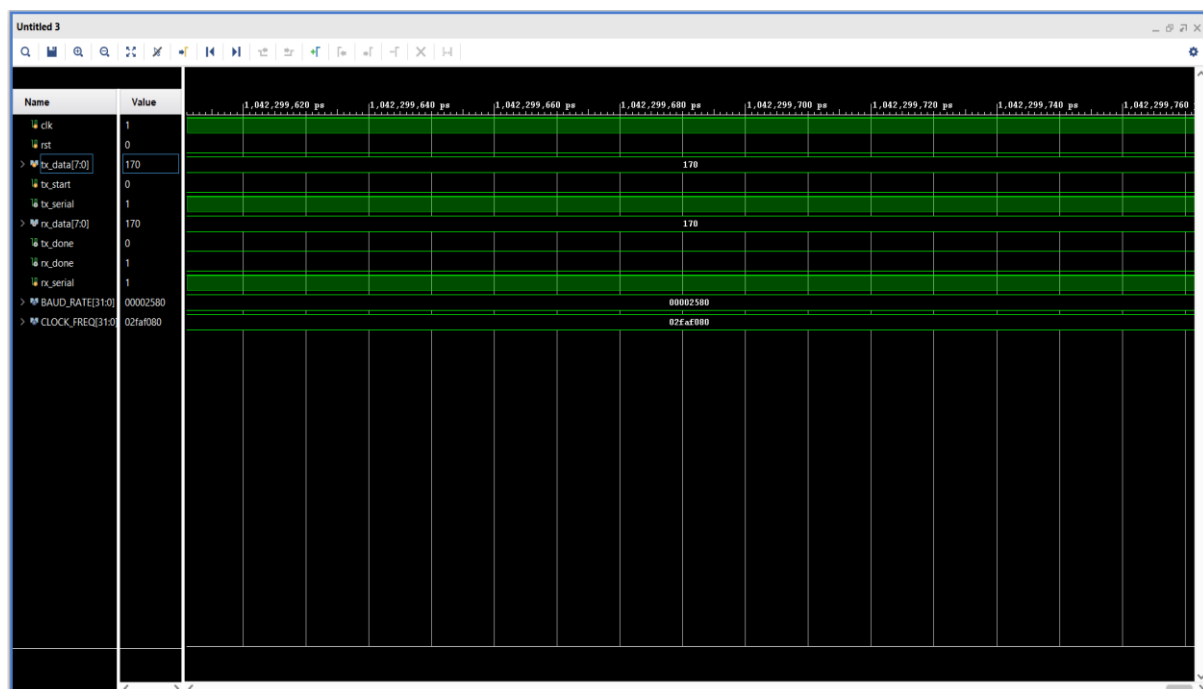 Untitled 3
Name Value
1,042,299,620 ps 1,042,299,640 ps 1,042,299,660 ps 1,042,299,680 ps 1,042,299,700 ps 1,042,299,720 ps 1,042,299,740 ps 1,042,299,760
clk 1
rst 0
tx_data[7:0] 170 170
tx_start 0
tx_serial 1
rx_data[7:0] 170 170
tx_done 0
rx_done 1
rx_serial 1
BAUD_RATE[31:0] 00002580 00002580
CLOCK_FREQ[31:0] 02faf080 02faf080